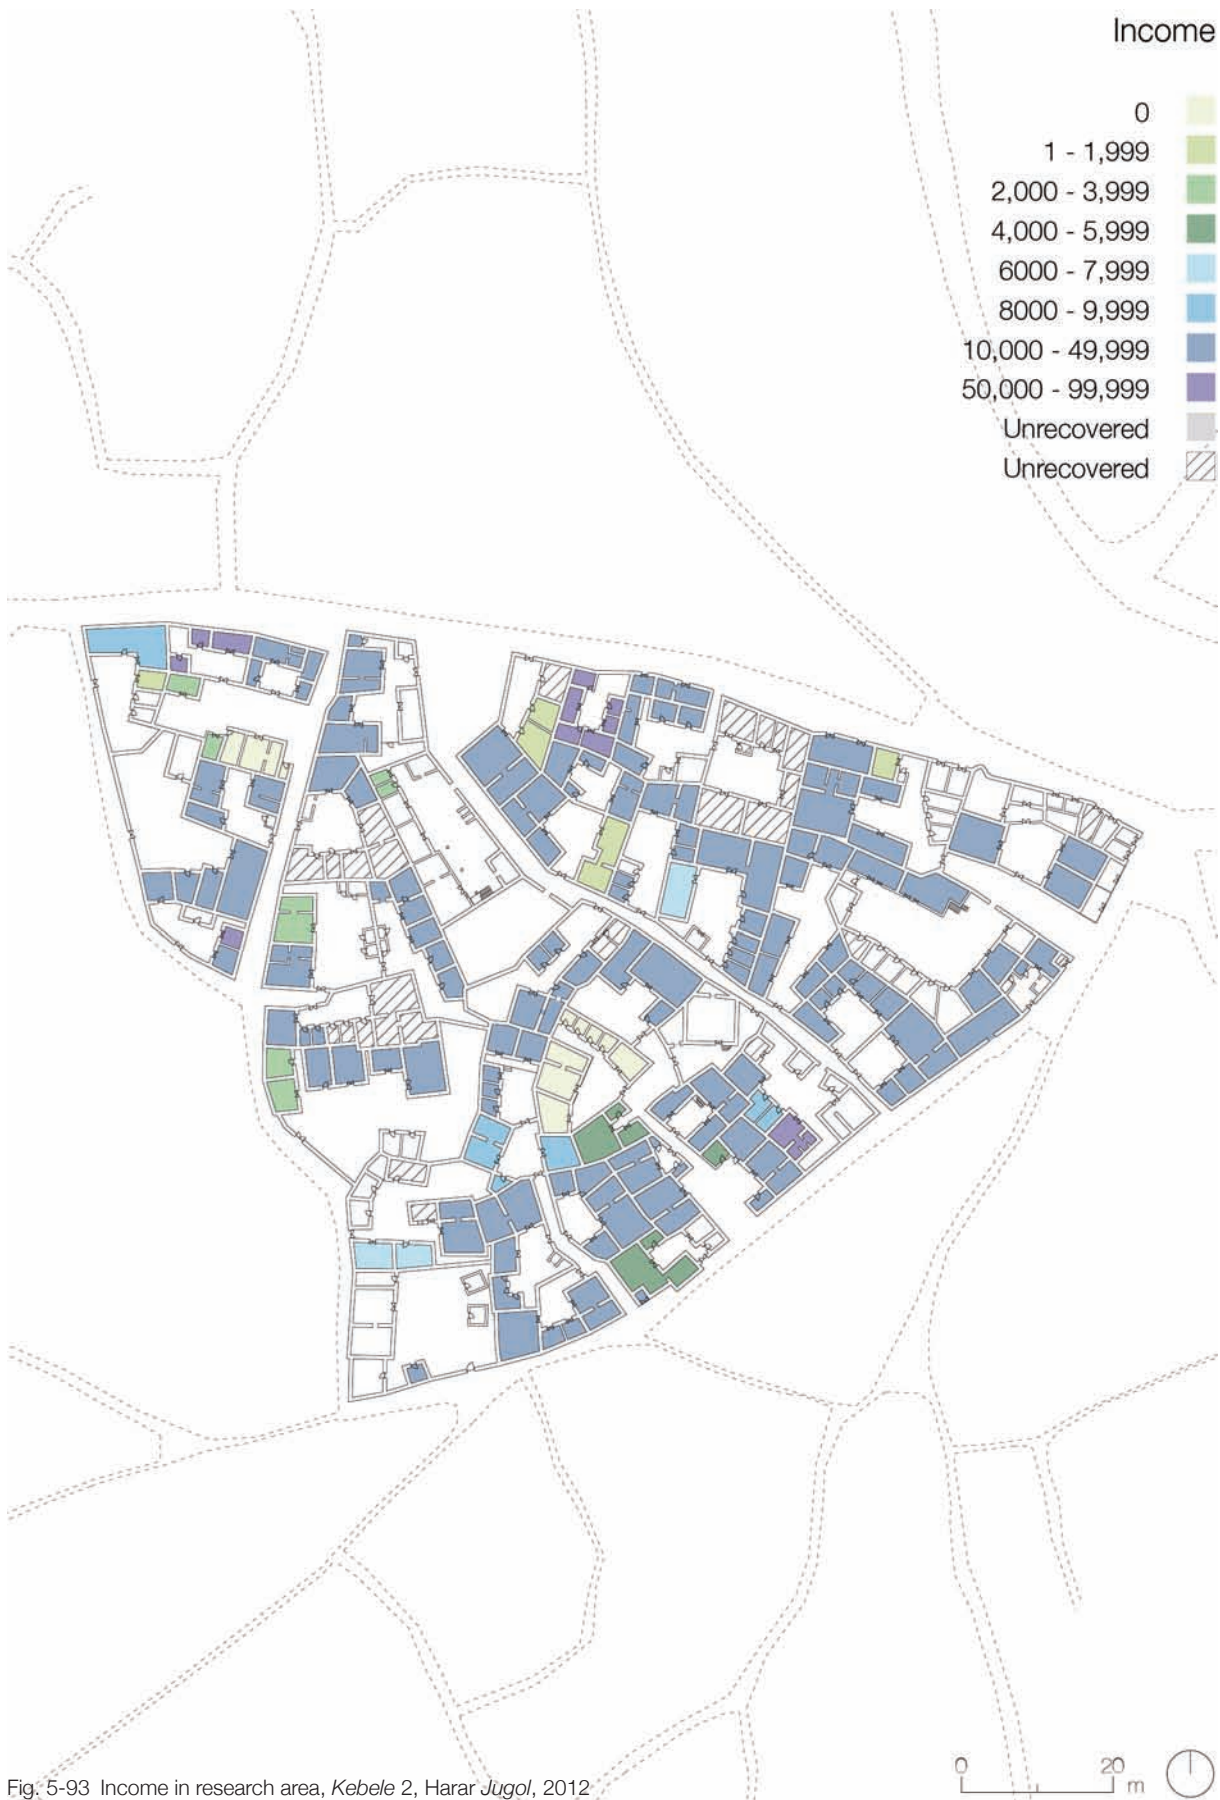 Income
0
1 - 1,999
2,000 - 3,999
4,000 - 5,999
6000 - 7,999
8000 - 9,999
10,000 - 49,999
50,000 - 99,999
Unrecovered
Unrecovered
0 20 m
Fig. 5-93 Income in research area, Kebele 2, Harar Jugol, 2012